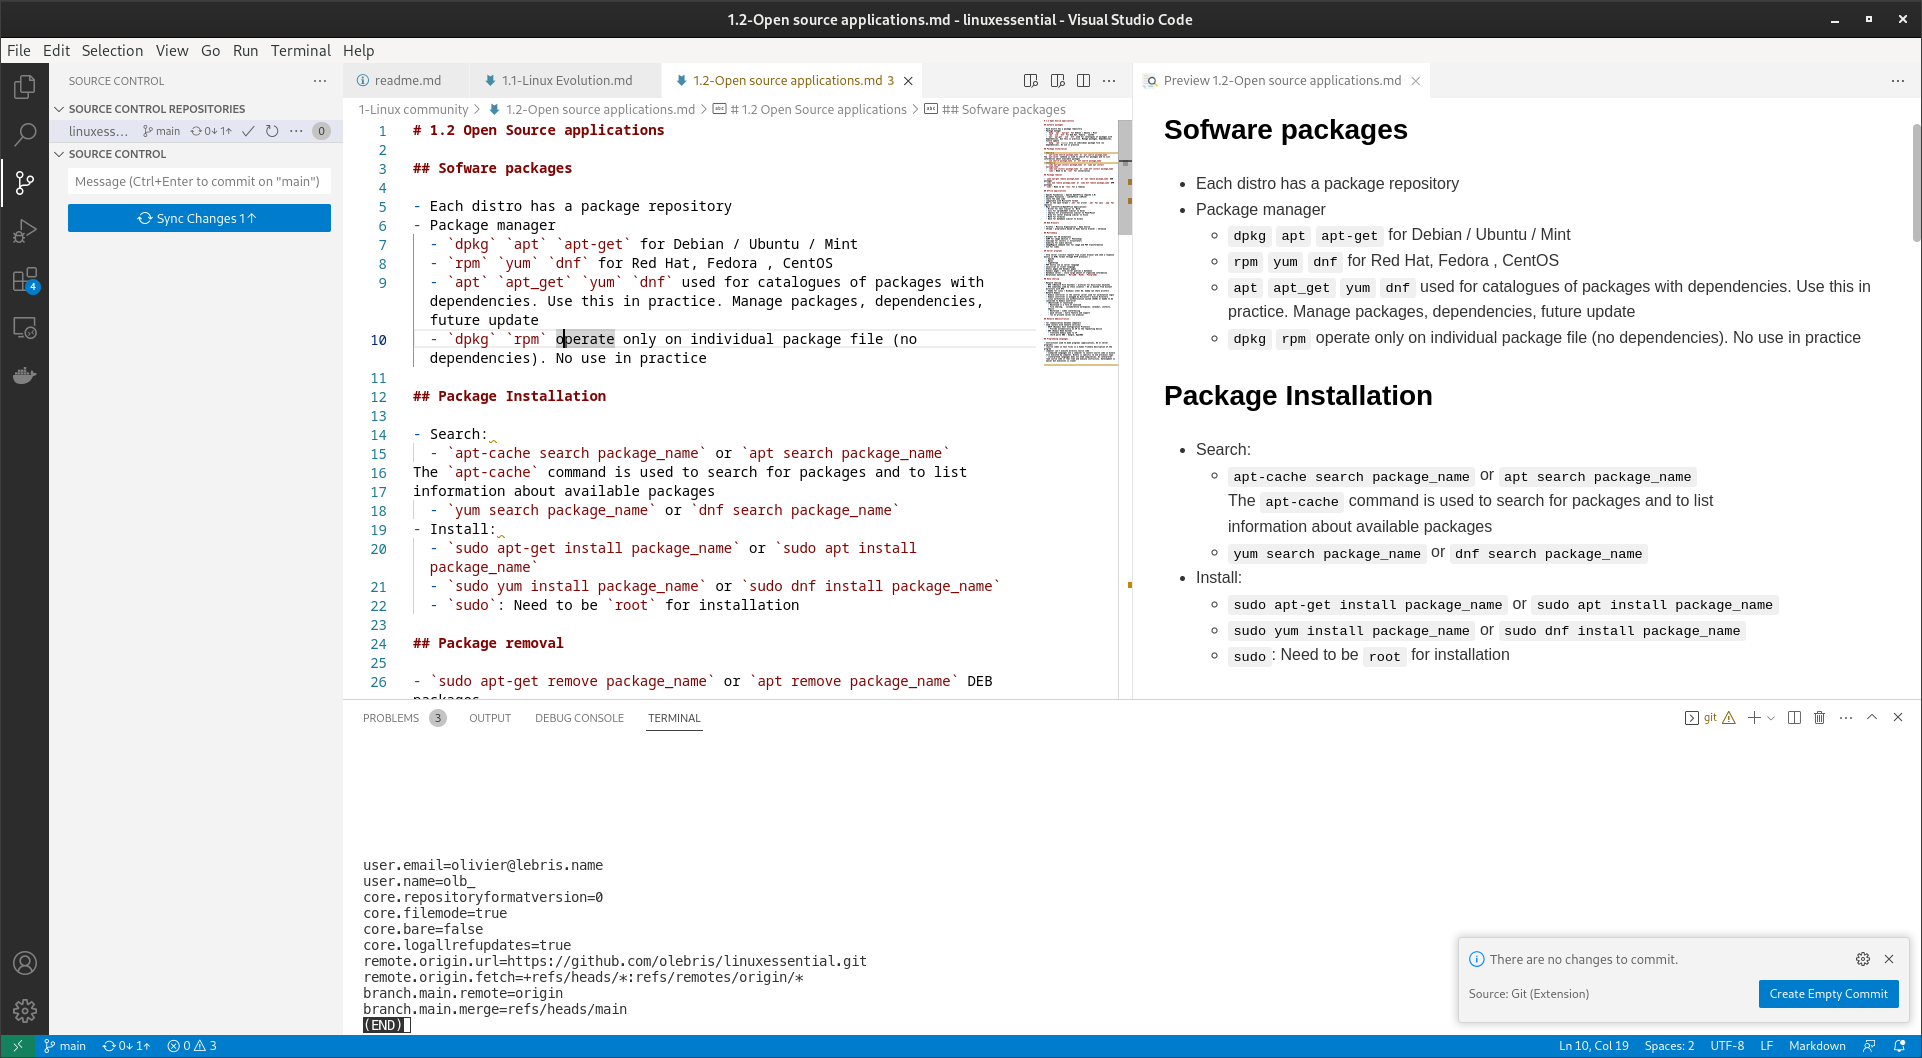 1.2-Open source applications.md - linuxessential - Visual Studio Code
File Edit Selection View Go Run Terminal Help
SOURCE CONTROL
SOURCE CONTROL REPOSITORIES
linuxess... main 0↓ 1↑ 0
SOURCE CONTROL
Message (Ctrl+Enter to commit on "main")
Sync Changes 1↑
4
readme.md
1.1-Linux Evolution.md
1.2-Open source applications.md 3
1-Linux community > 1.2-Open source applications.md > # 1.2 Open Source applications > ## Sofware packages
1 # 1.2 Open Source applications
2
3 ## Sofware packages
4
5 - Each distro has a package repository
6 - Package manager
7 - `dpkg` `apt` `apt-get` for Debian / Ubuntu / Mint
8 - `rpm` `yum` `dnf` for Red Hat, Fedora , CentOS
9 - `apt` `apt_get` `yum` `dnf` used for catalogues of packages with
dependencies. Use this in practice. Manage packages, dependencies,
future update
10 - `dpkg` `rpm` operate only on individual package file (no
dependencies). No use in practice
11
12 ## Package Installation
13
14 - Search:
15 - `apt-cache search package_name` or `apt search package_name`
16 The `apt-cache` command is used to search for packages and to list
17 information about available packages
18 - `yum search package_name` or `dnf search package_name`
19 - Install:
20 - `sudo apt-get install package_name` or `sudo apt install
package_name`
21 - `sudo yum install package_name` or `sudo dnf install package_name`
22 - `sudo`: Need to be `root` for installation
23
24 ## Package removal
25
26 - `sudo apt-get remove package_name` or `apt remove package_name` DEB
packages
Preview 1.2-Open source applications.md
Sofware packages
• Each distro has a package repository
• Package manager
◦ dpkg apt apt-get for Debian / Ubuntu / Mint
◦ rpm yum dnf for Red Hat, Fedora , CentOS
◦ apt apt_get yum dnf used for catalogues of packages with dependencies. Use this in
practice. Manage packages, dependencies, future update
◦ dpkg rpm operate only on individual package file (no dependencies). No use in practice
Package Installation
• Search:
◦ apt-cache search package_name or apt search package_name
The apt-cache command is used to search for packages and to list
information about available packages
◦ yum search package_name or dnf search package_name
• Install:
◦ sudo apt-get install package_name or sudo apt install package_name
◦ sudo yum install package_name or sudo dnf install package_name
◦ sudo: Need to be root for installation
PROBLEMS 3 OUTPUT DEBUG CONSOLE TERMINAL
git
user.email=olivier@lebris.name
user.name=olb_
core.repositoryformatversion=0
core.filemode=true
core.bare=false
core.logallrefupdates=true
remote.origin.url=https://github.com/olebris/linuxessential.git
remote.origin.fetch=+refs/heads/*:refs/remotes/origin/*
branch.main.remote=origin
branch.main.merge=refs/heads/main
(END)
There are no changes to commit.
Source: Git (Extension)
Create Empty Commit
main 0↓ 1↑ 0 3
Ln 10, Col 19 Spaces: 2 UTF-8 LF Markdown